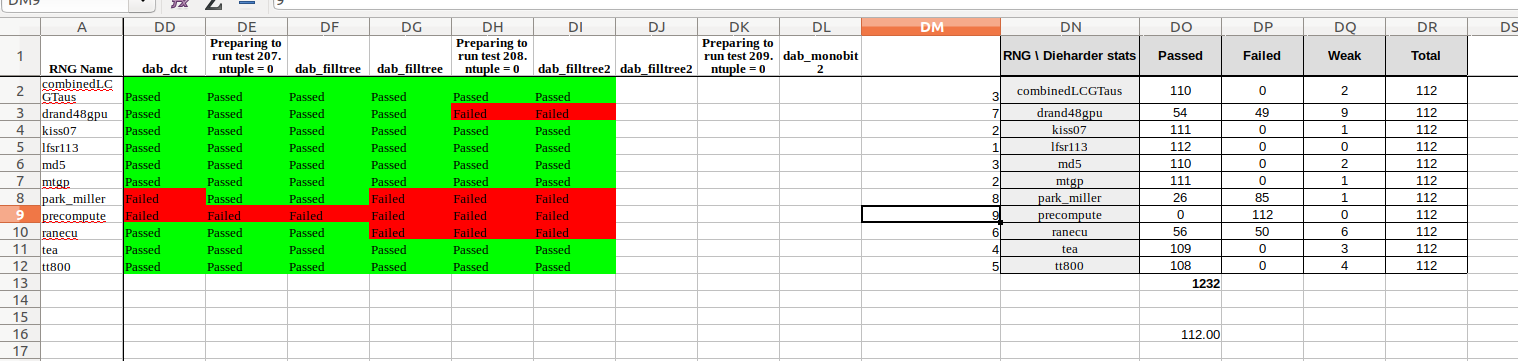 DM9 9
A DD DE DF DG DH DI DJ DK DL DM DN DO DP DQ DR DS
1 RNG Name dab_dct Preparing to run test 207. ntuple = 0 dab_filltree dab_filltree Preparing to run test 208. ntuple = 0 dab_filltree2 dab_filltree2 Preparing to run test 209. ntuple = 0 dab_monobit2 RNG \ Dieharder stats Passed Failed Weak Total
2 combinedLCGTaus Passed Passed Passed Passed Passed Passed 3 combinedLCGTaus 110 0 2 112
3 drand48gpu Passed Passed Passed Passed Failed Failed 7 drand48gpu 54 49 9 112
4 kiss07 Passed Passed Passed Passed Passed Passed 2 kiss07 111 0 1 112
5 lfsr113 Passed Passed Passed Passed Passed Passed 1 lfsr113 112 0 0 112
6 md5 Passed Passed Passed Passed Passed Passed 3 md5 110 0 2 112
7 mtgp Passed Passed Passed Passed Passed Passed 2 mtgp 111 0 1 112
8 park_miller Failed Passed Passed Failed Failed Failed 8 park_miller 26 85 1 112
9 precompute Failed Failed Failed Failed Failed Failed 9 precompute 0 112 0 112
10 ranecu Passed Passed Passed Failed Failed Failed 6 ranecu 56 50 6 112
11 tea Passed Passed Passed Passed Passed Passed 4 tea 109 0 3 112
12 tt800 Passed Passed Passed Passed Passed Passed 5 tt800 108 0 4 112
13 1232
14
15
16 112.00
17